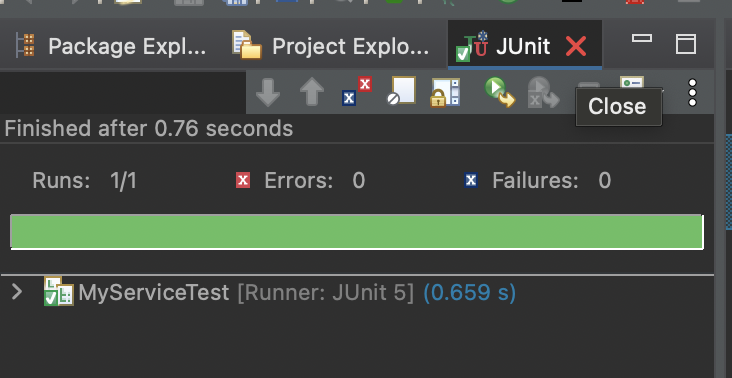 Package Expl... Project Explo... JUnit
Close
Finished after 0.76 seconds
Runs: 1/1 Errors: 0 Failures: 0
MyServiceTest [Runner: JUnit 5] (0.659 s)